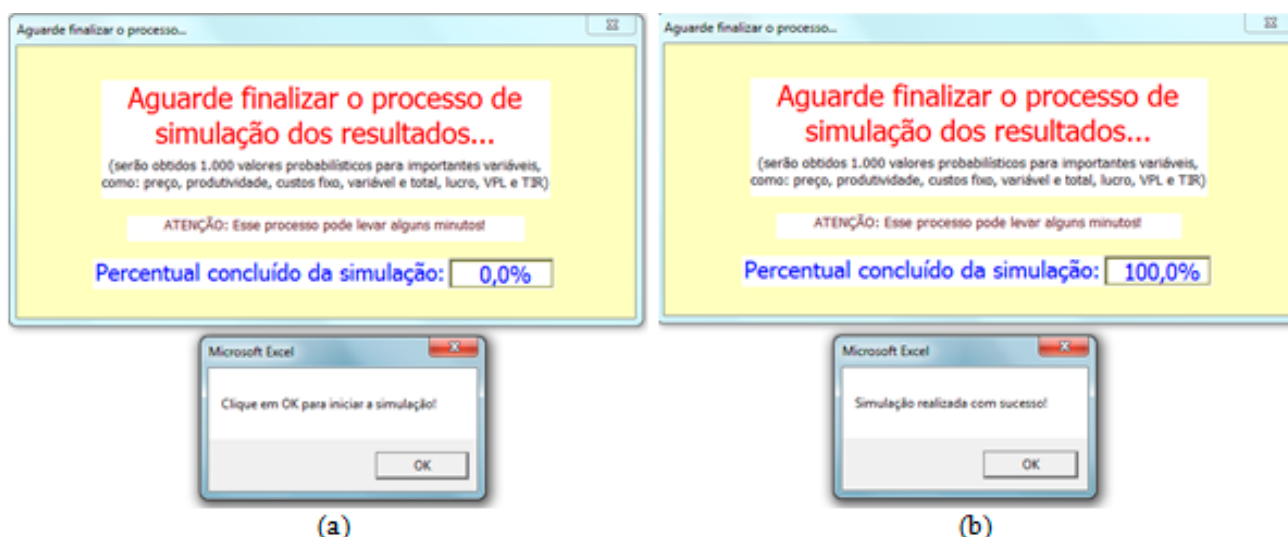 Aguarde finalizar o processo...
Aguarde finalizar o processo de
simulação dos resultados...
(serão obtidos 1.000 valores probabilísticos para importantes variáveis,
como: preço, produtividade, custos fixo, variável e total, lucro, VPL e TIR)
ATENÇÃO: Esse processo pode levar alguns minutos!
Percentual concluído da simulação: 0,0%
Microsoft Excel
Clique em OK para iniciar a simulação!
OK
(a)
Aguarde finalizar o processo...
Aguarde finalizar o processo de
simulação dos resultados...
(serão obtidos 1.000 valores probabilísticos para importantes variáveis,
como: preço, produtividade, custos fixo, variável e total, lucro, VPL e TIR)
ATENÇÃO: Esse processo pode levar alguns minutos!
Percentual concluído da simulação: 100,0%
Microsoft Excel
Simulação realizada com sucesso!
OK
(b)